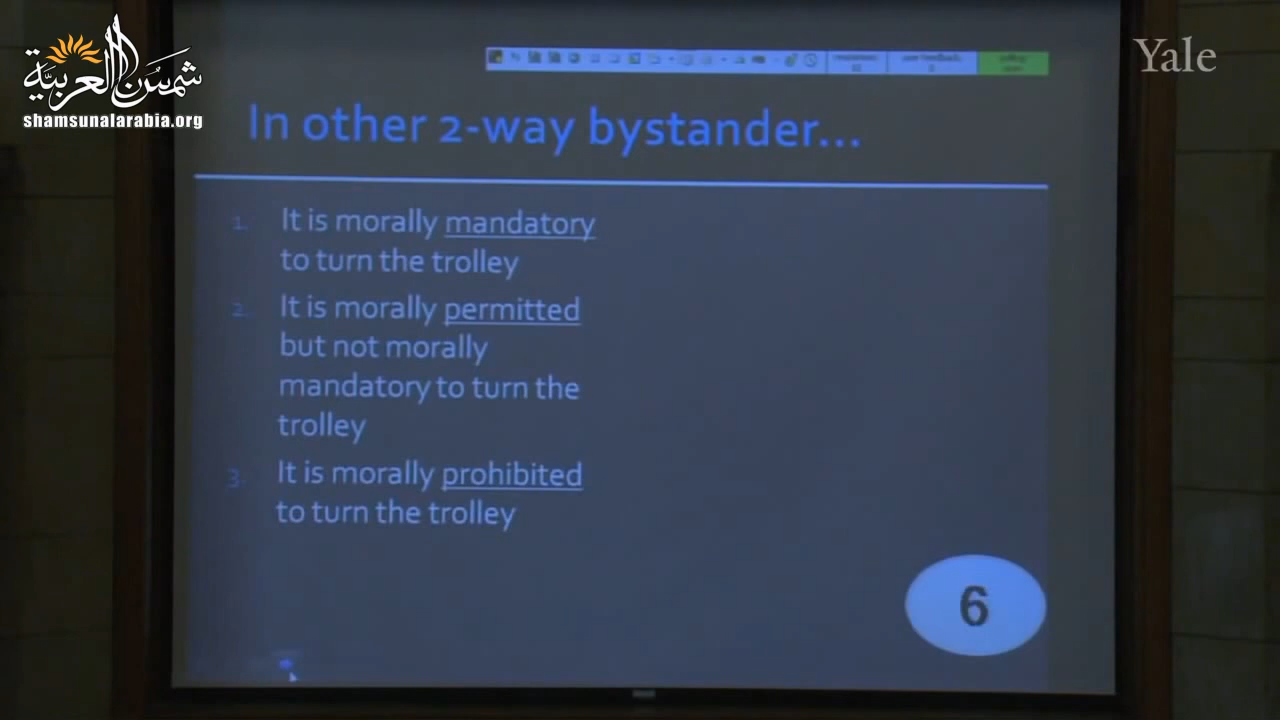 شمس العربية
shamsunalarabia.org
Yale
In other 2-way bystander...
1. It is morally mandatory
to turn the trolley
2. It is morally permitted
but not morally
mandatory to turn the
trolley
3. It is morally prohibited
to turn the trolley
6